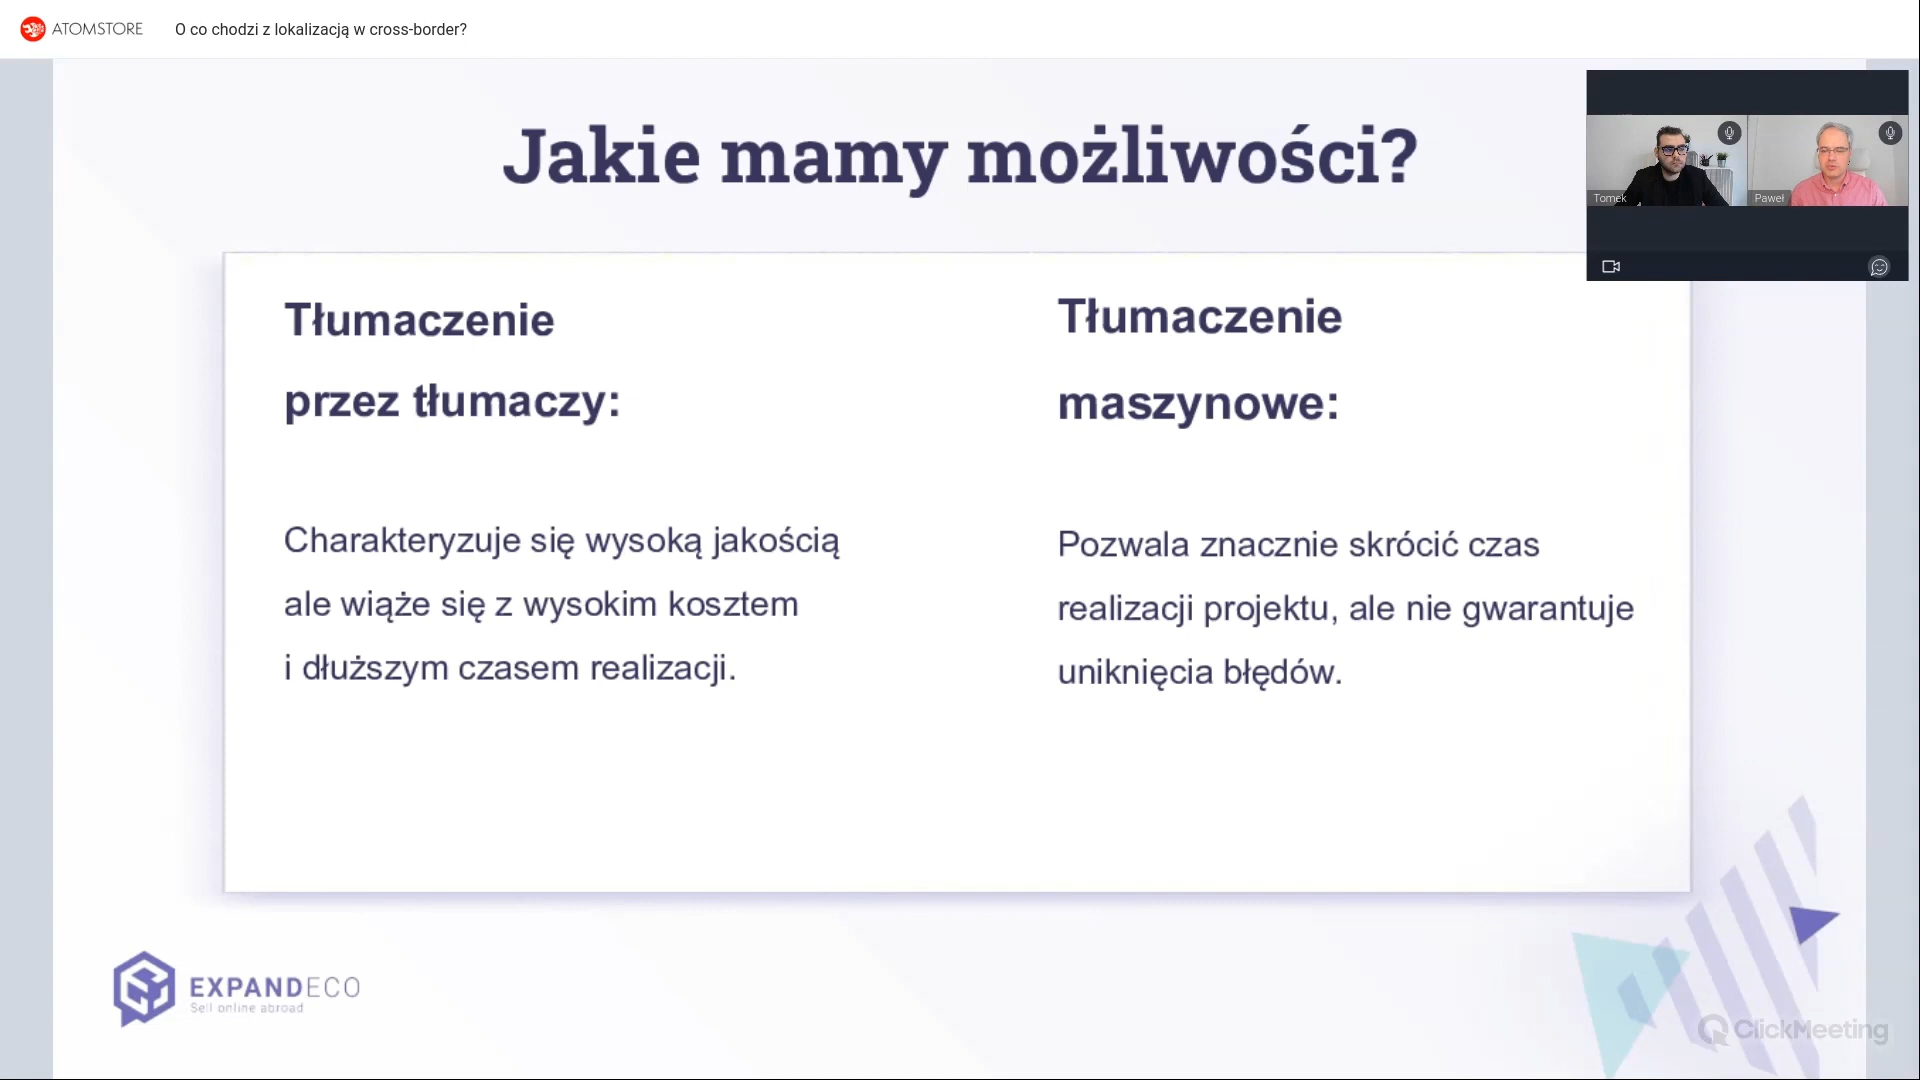 ATOMSTORE
O co chodzi z lokalizacją w cross-border?
Jakie mamy możliwości?
Tomek
Paweł
Tłumaczenie
przez tłumaczy:
Charakteryzuje się wysoką jakością
ale wiąże się z wysokim kosztem
i dłuższym czasem realizacji.
Tłumaczenie
maszynowe:
Pozwala znacznie skrócić czas
realizacji projektu, ale nie gwarantuje
uniknięcia błędów.
EXPANDECO
Sell online abroad
ClickMeeting